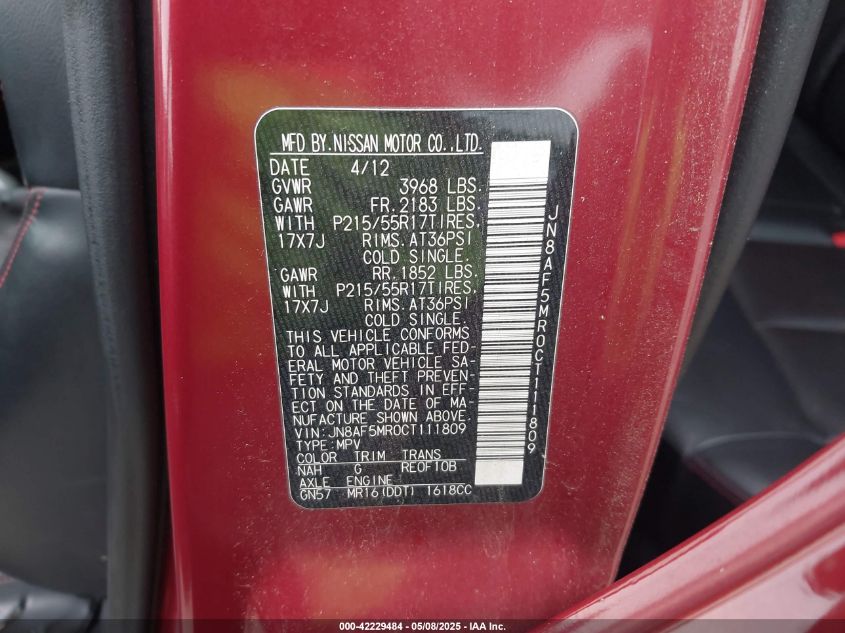 MFD BY.NISSAN MOTOR CO.,LTD.
DATE 4/12
GVWR 3968 LBS.
GAWR FR.2183 LBS.
WITH P215/55R17TIRES,
17X7J RIMS.AT36PSI
COLD SINGLE.
GAWR RR.1852 LBS.
WITH P215/55R17TIRES,
17X7J RIMS.AT36PSI
COLD SINGLE.
THIS VEHICLE CONFORMS
TO ALL APPLICABLE FED-
ERAL MOTOR VEHICLE SA-
FETY AND THEFT PREVEN-
TION STANDARDS IN EFF-
ECT ON THE DATE OF MA-
NUFACTURE SHOWN ABOVE.
VIN:JN8AF5MR0CT111809
TYPE:MPV
COLOR TRIM TRANS
NAH G RE0F10B
AXLE ENGINE
GN57 MR16(DDT) 1618CC
JN8AF5MR0CT111809
000-42229484 - 05/08/2025 - IAA Inc.